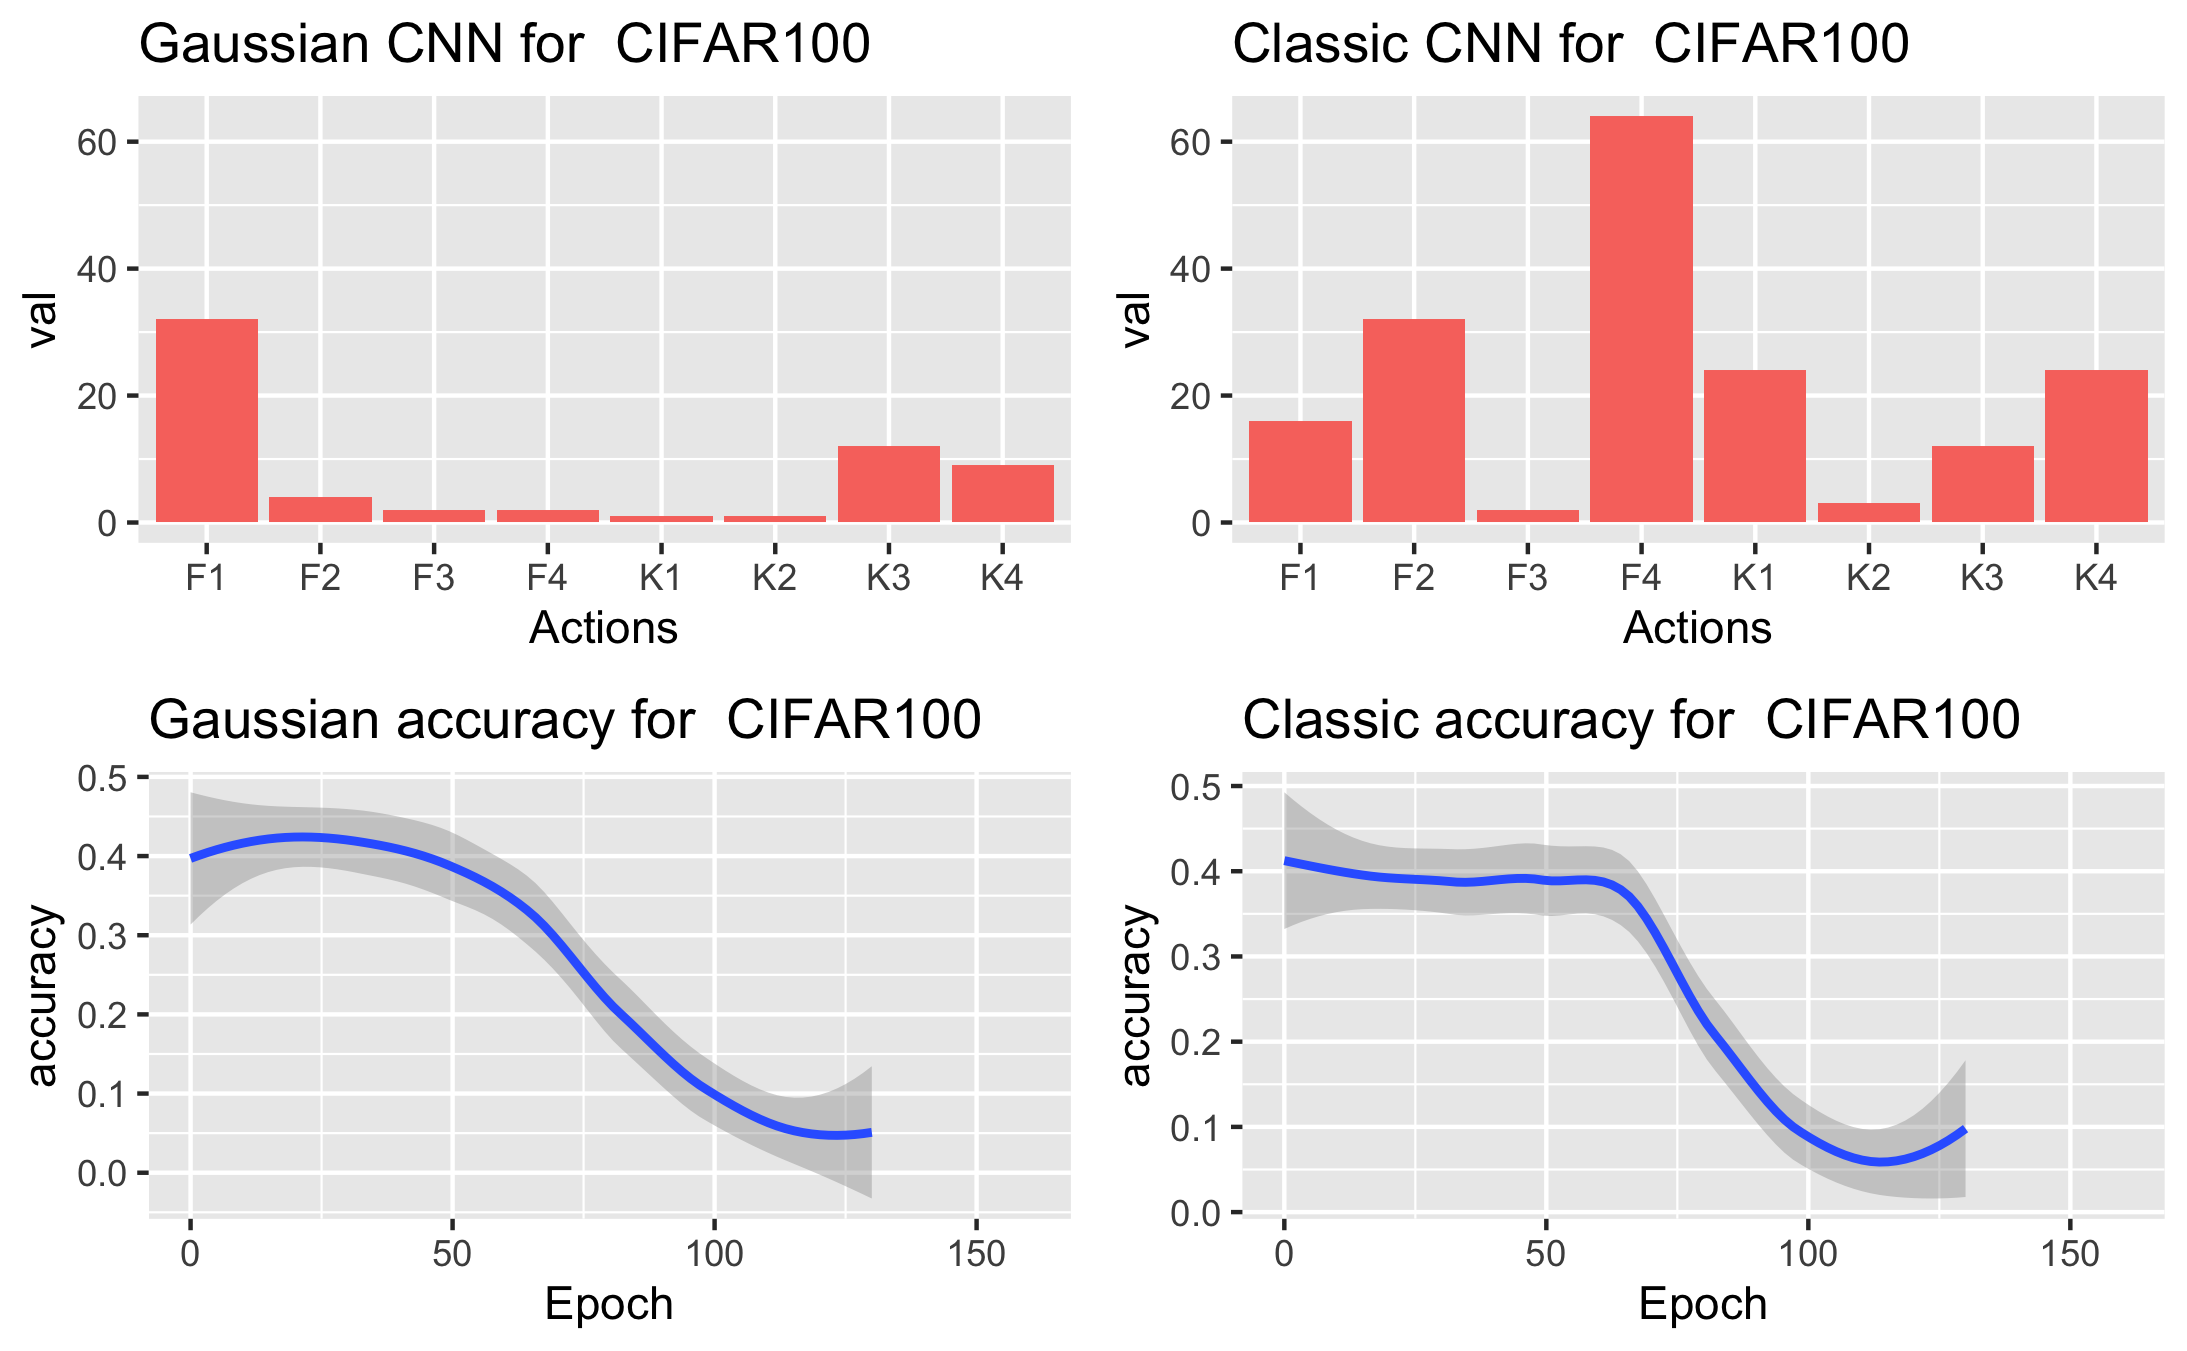 Gaussian CNN for  CIFAR100
60
40
20
0
val
F1 F2 F3 F4 K1 K2 K3 K4
Actions
Classic CNN for  CIFAR100
60
40
20
0
val
F1 F2 F3 F4 K1 K2 K3 K4
Actions
Gaussian accuracy for  CIFAR100
0.5
0.4
0.3
0.2
0.1
0.0
accuracy
0 50 100 150
Epoch
Classic accuracy for  CIFAR100
0.5
0.4
0.3
0.2
0.1
0.0
accuracy
0 50 100 150
Epoch